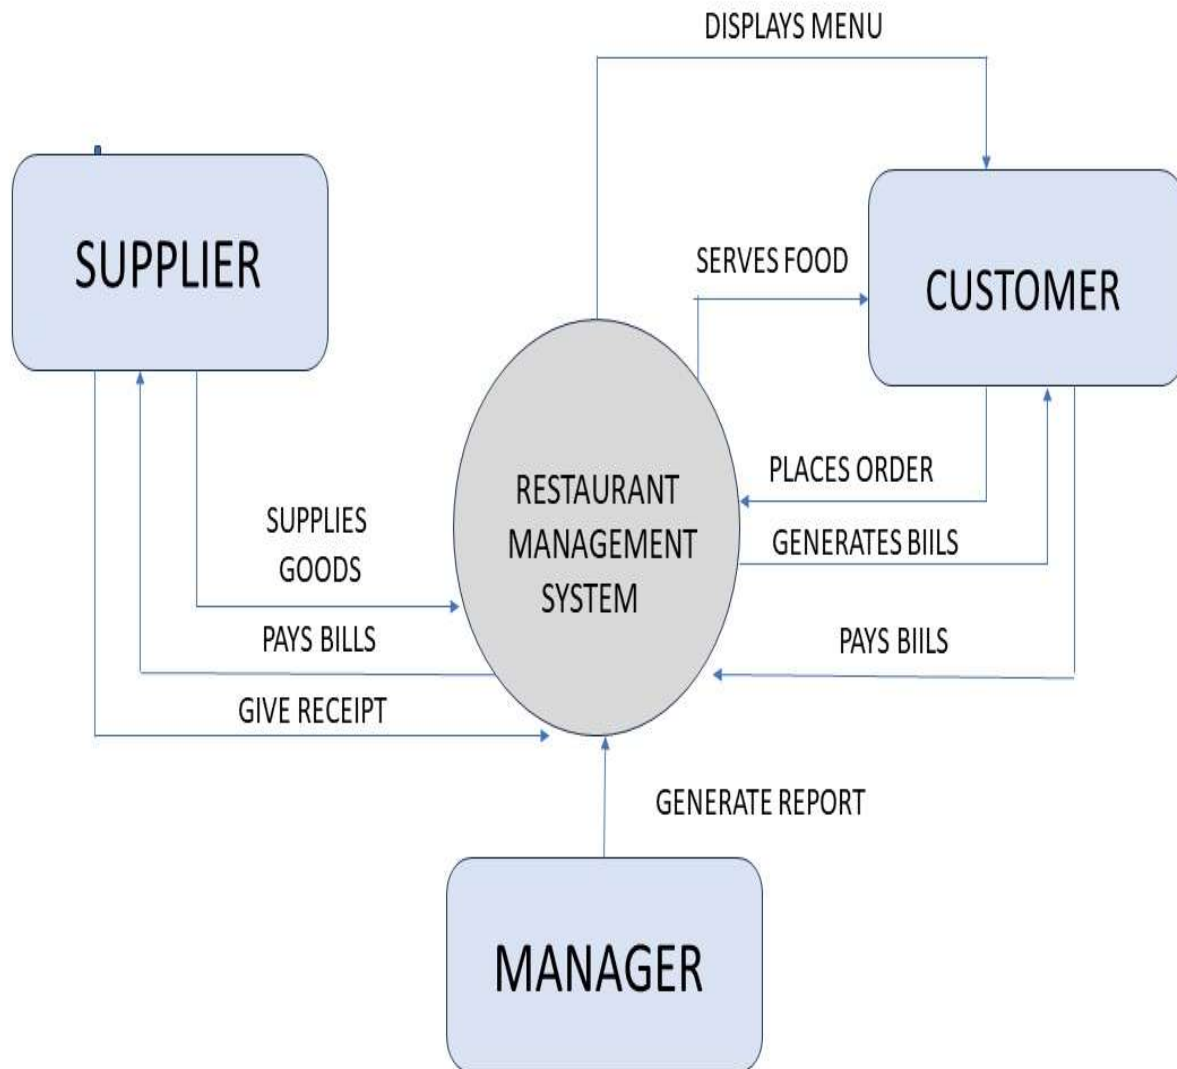 DISPLAYS MENU
SUPPLIER
SERVES FOOD
CUSTOMER
RESTAURANT
MANAGEMENT
SYSTEM
PLACES ORDER
GENERATES BIILS
PAYS BIILS
SUPPLIES
GOODS
PAYS BILLS
GIVE RECEIPT
GENERATE REPORT
MANAGER